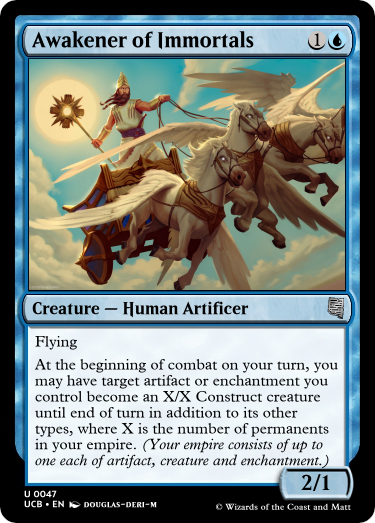 Awakener of Immortals 1
Creature — Human Artificer
Flying
At the beginning of combat on your turn, you
may have target artifact or enchantment you
control become an X/X Construct creature
until end of turn in addition to its other
types, where X is the number of permanents
in your empire. (Your empire consists of up to
one each of artifact, creature and enchantment.)
2/1
U 0047
UCB • EN DOUGLAS-DERI-M
© Wizards of the Coast and Matt